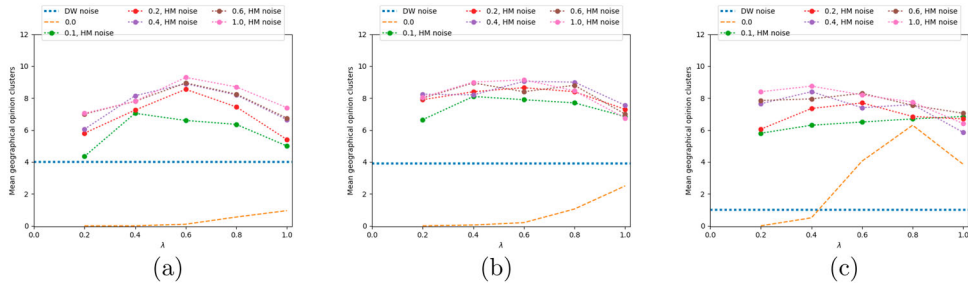 DW noise
0.0
0.1, HM noise
0.2, HM noise
0.4, HM noise
0.6, HM noise
1.0, HM noise
12
10
8
6
4
2
0
Mean geographical opinion clusters
0.0 0.2 0.4 0.6 0.8 1.0
λ
(a)
DW noise
0.0
0.1, HM noise
0.2, HM noise
0.4, HM noise
0.6, HM noise
1.0, HM noise
12
10
8
6
4
2
0
Mean geographical opinion clusters
0.0 0.2 0.4 0.6 0.8 1.0
λ
(b)
DW noise
0.0
0.1, HM noise
0.2, HM noise
0.4, HM noise
0.6, HM noise
1.0, HM noise
12
10
8
6
4
2
0
Mean geographical opinion clusters
0.0 0.2 0.4 0.6 0.8 1.0
λ
(c)